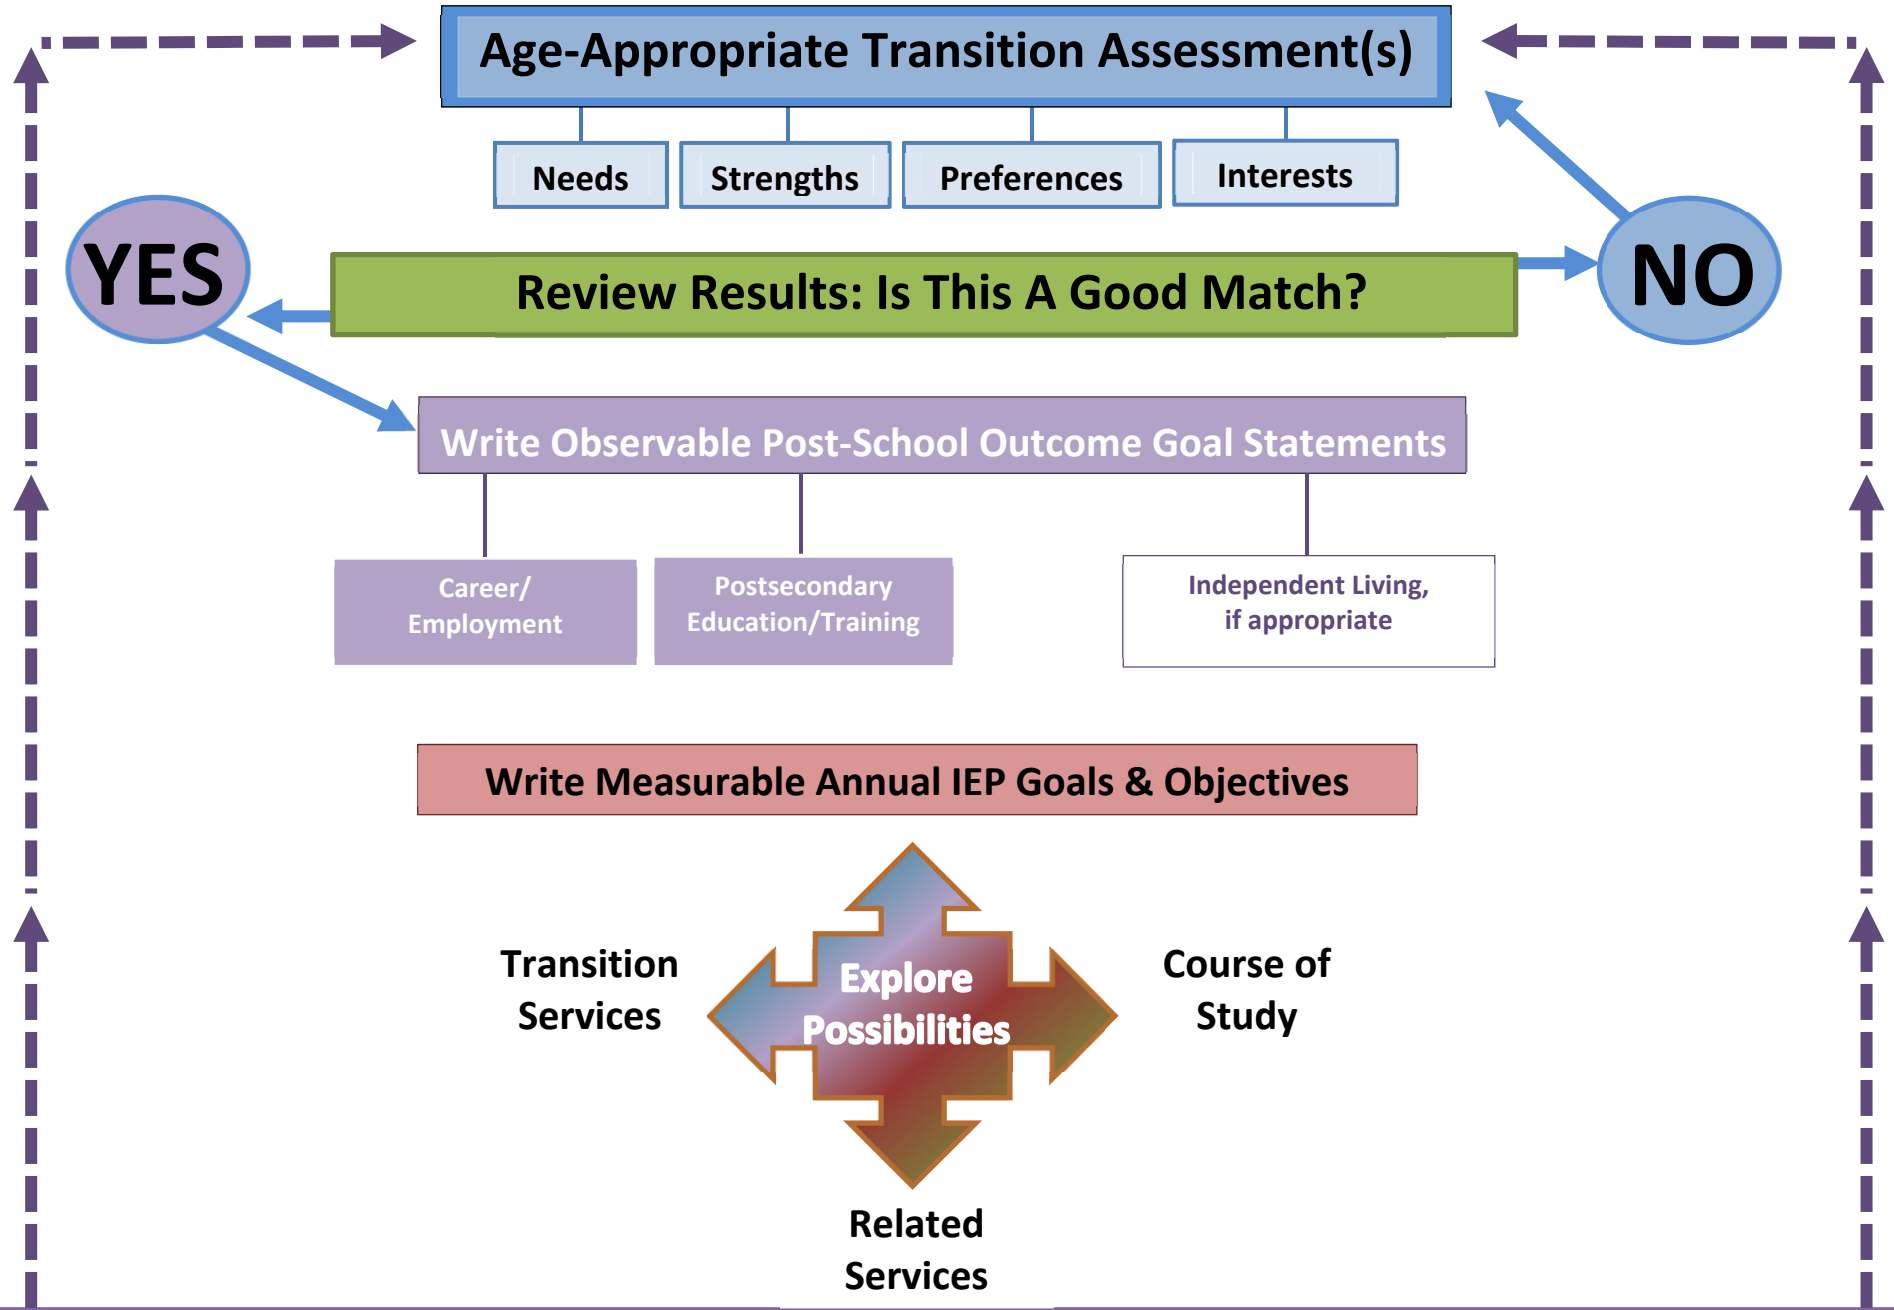 Age-Appropriate Transition Assessment(s)
Needs
Strengths
Preferences
Interests
YES
Review Results: Is This A Good Match?
NO
Write Observable Post-School Outcome Goal Statements
Career/
Employment
Postsecondary
Education/Training
Independent Living,
if appropriate
Write Measurable Annual IEP Goals & Objectives
Transition
Services
Explore
Possibilities
Course of
Study
Related
Services